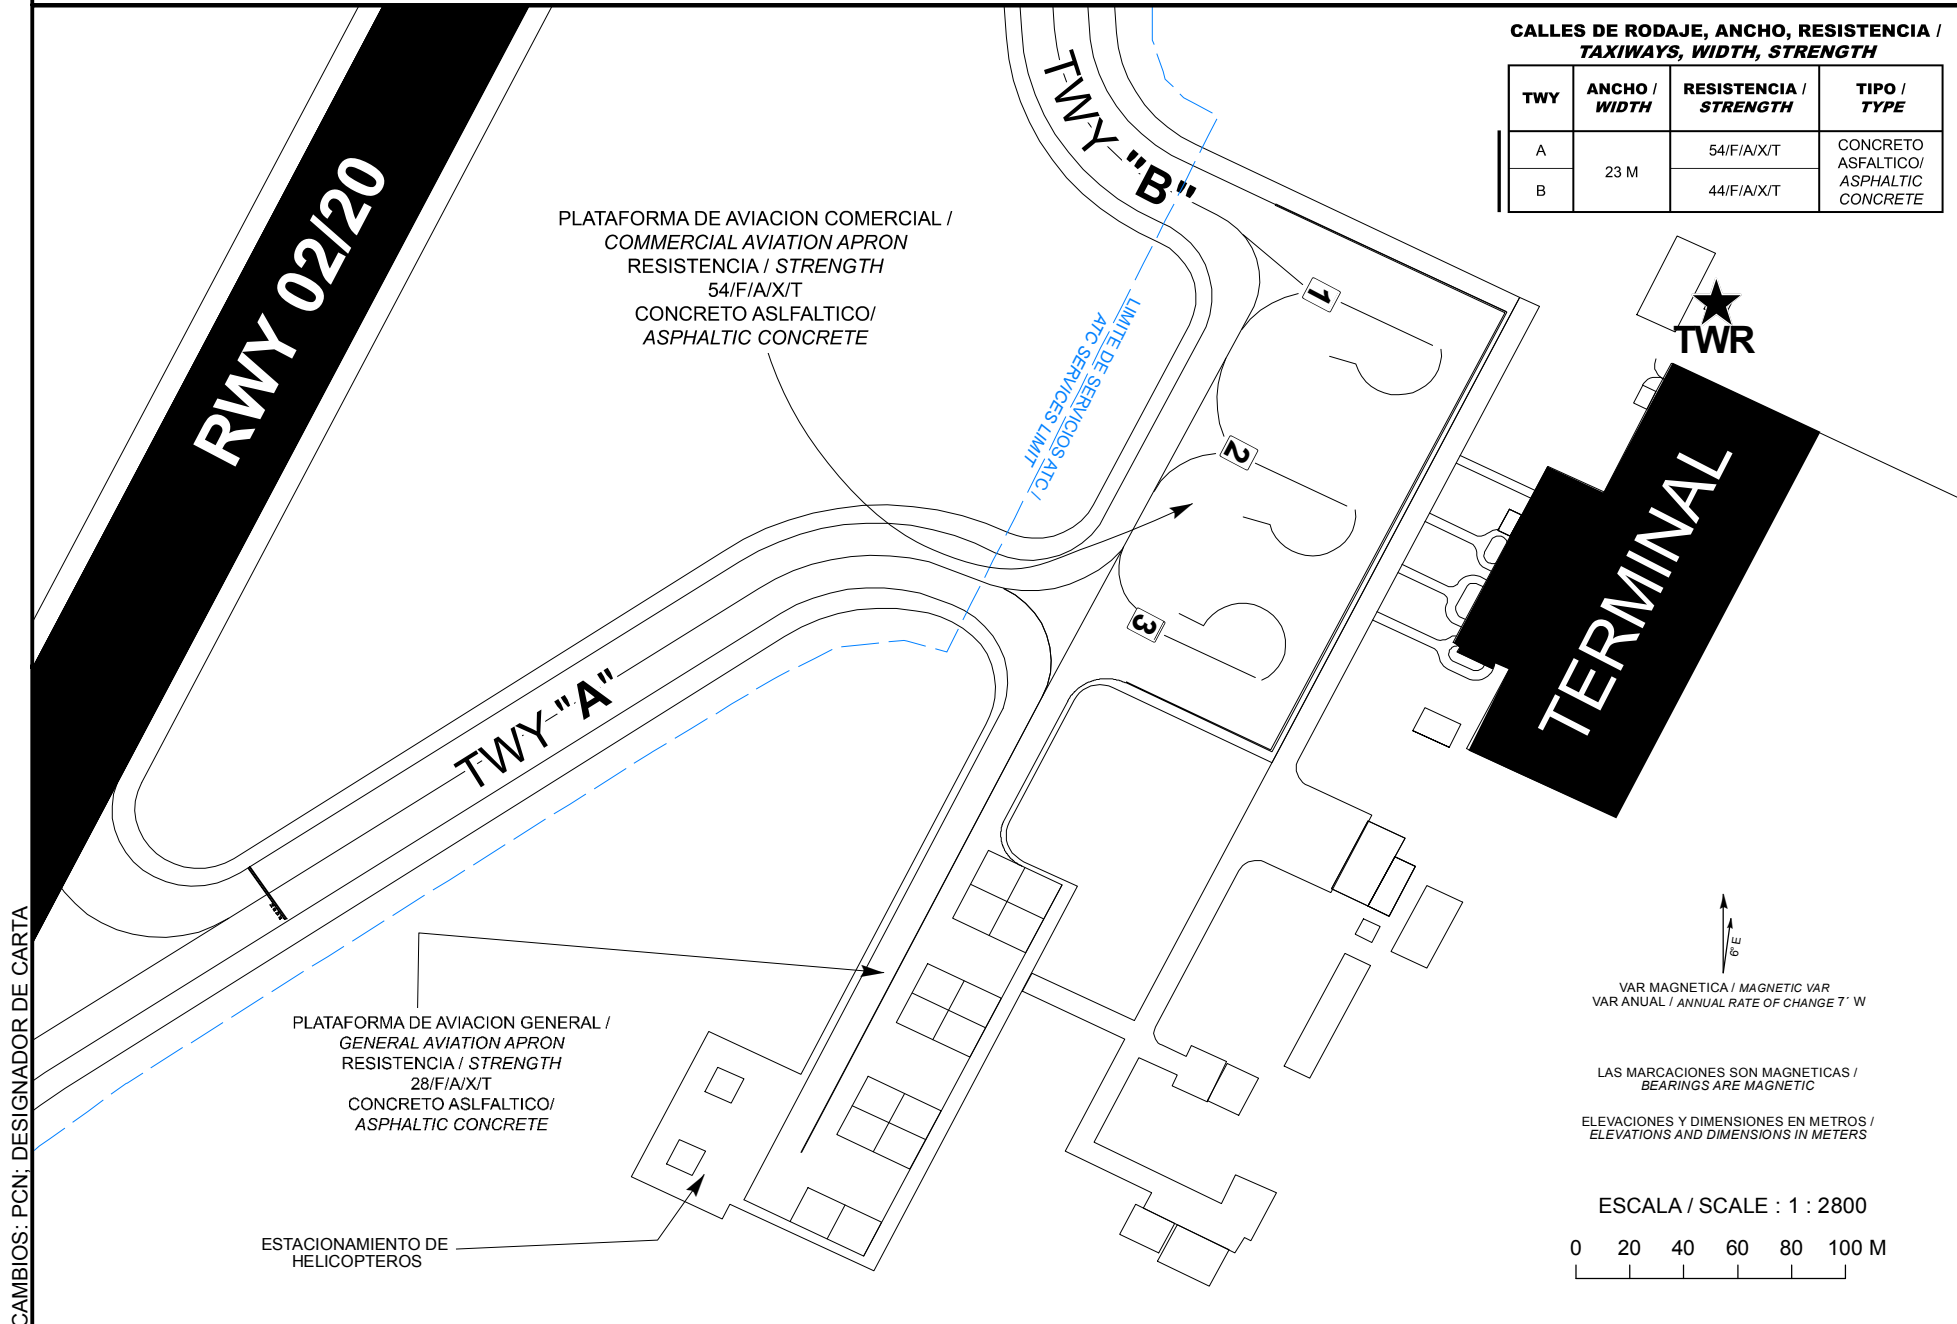 CALLES DE RODAJE, ANCHO, RESISTENCIA /
TAXIWAYS, WIDTH, STRENGTH
TWY
ANCHO /
WIDTH
RESISTENCIA /
STRENGTH
TIPO /
TYPE
A
23 M
54/F/A/X/T
CONCRETO
ASFALTICO/
ASPHALTIC
CONCRETE
B
44/F/A/X/T
TWY "B"
RWY 02/20
PLATAFORMA DE AVIACION COMERCIAL /
COMMERCIAL AVIATION APRON
RESISTENCIA / STRENGTH
54/F/A/X/T
CONCRETO ASLFALTICO/
ASPHALTIC CONCRETE
LIMITE DE SERVICIOS ATC /
ATC SERVICES LIMIT
1
2
3
TWR
TERMINAL
TWY "A"
PLATAFORMA DE AVIACION GENERAL /
GENERAL AVIATION APRON
RESISTENCIA / STRENGTH
28/F/A/X/T
CONCRETO ASLFALTICO/
ASPHALTIC CONCRETE
ESTACIONAMIENTO DE
HELICOPTEROS
6° E
VAR MAGNETICA / MAGNETIC VAR
VAR ANUAL / ANNUAL RATE OF CHANGE 7´ W
LAS MARCACIONES SON MAGNETICAS /
BEARINGS ARE MAGNETIC
ELEVACIONES Y DIMENSIONES EN METROS /
ELEVATIONS AND DIMENSIONS IN METERS
ESCALA / SCALE : 1 : 2800
0 20 40 60 80 100 M
CAMBIOS: PCN; DESIGNADOR DE CARTA